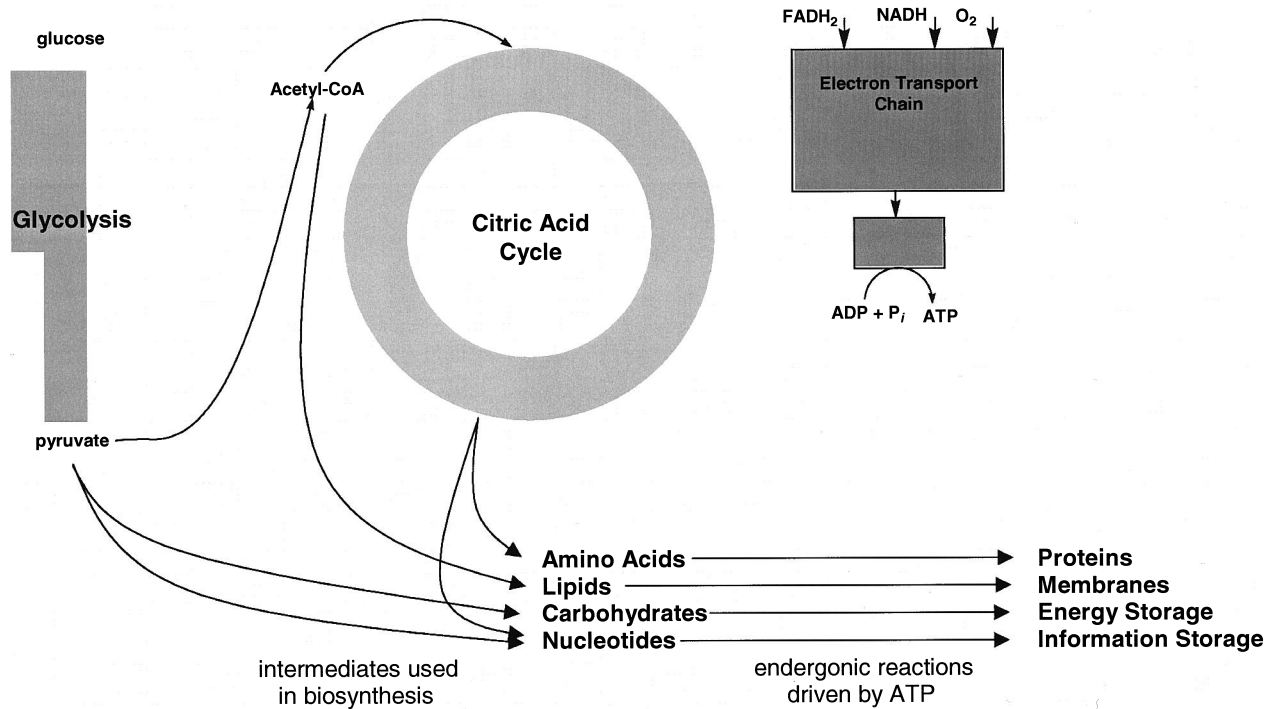 glucose
Glycolysis
pyruvate
Acetyl-CoA
Citric Acid
Cycle
FADH₂
NADH
O₂
Electron Transport
Chain
ADP + Pᵢ
ATP
Amino Acids
Proteins
Lipids
Membranes
Carbohydrates
Energy Storage
Nucleotides
Information Storage
intermediates used
in biosynthesis
endergonic reactions
driven by ATP